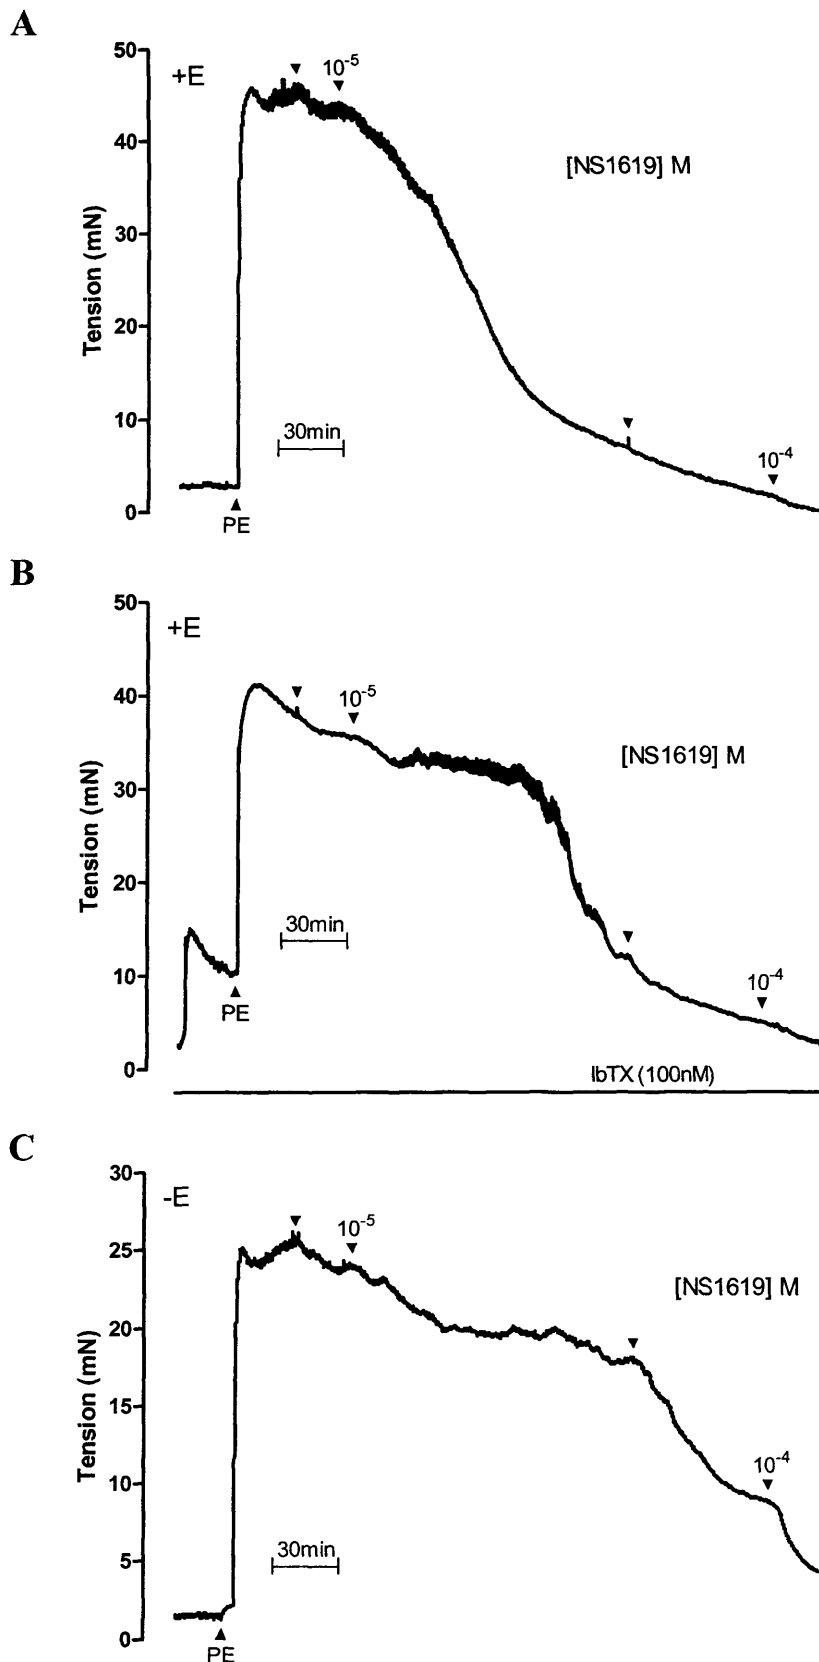 A
50
+E
10⁻⁵
40
[NS1619] M
30
Tension (mN)
20
10
30min
10⁻⁴
0
PE
B
50
+E
40
10⁻⁵
[NS1619] M
30
Tension (mN)
20
30min
10
10⁻⁴
PE
0
IbTX (100nM)
C
30
-E
10⁻⁵
25
[NS1619] M
20
Tension (mN)
15
10⁻⁴
10
30min
5
0
PE